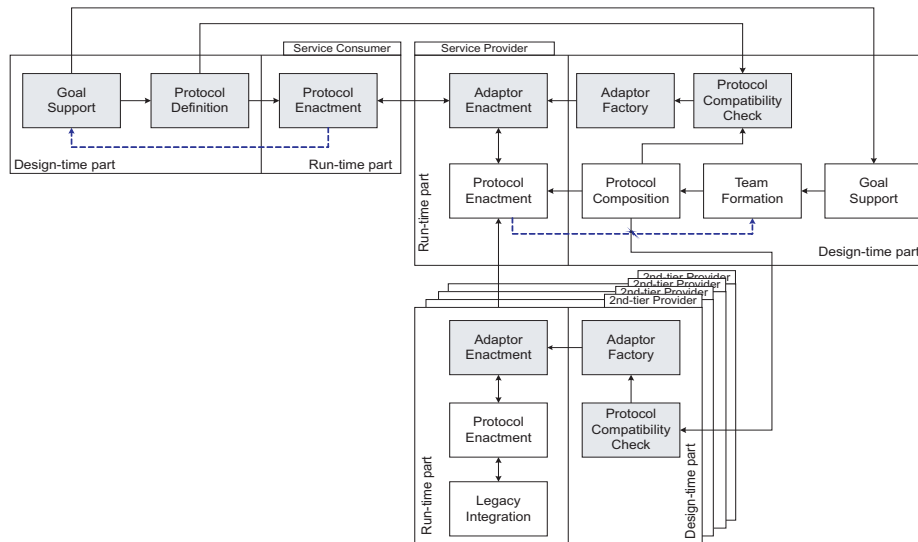 Service Consumer
Service Provider
Goal
Support
Protocol
Definition
Protocol
Enactment
Design-time part
Run-time part
Adaptor
Enactment
Adaptor
Factory
Protocol
Compatibility
Check
Protocol
Enactment
Protocol
Composition
Team
Formation
Goal
Support
Run-time part
Design-time part
2nd-tier Provider
2nd-tier Provider
2nd-tier Provider
2nd-tier Provider
Adaptor
Enactment
Adaptor
Factory
Protocol
Enactment
Protocol
Compatibility
Check
Legacy
Integration
Run-time part
Design-time part